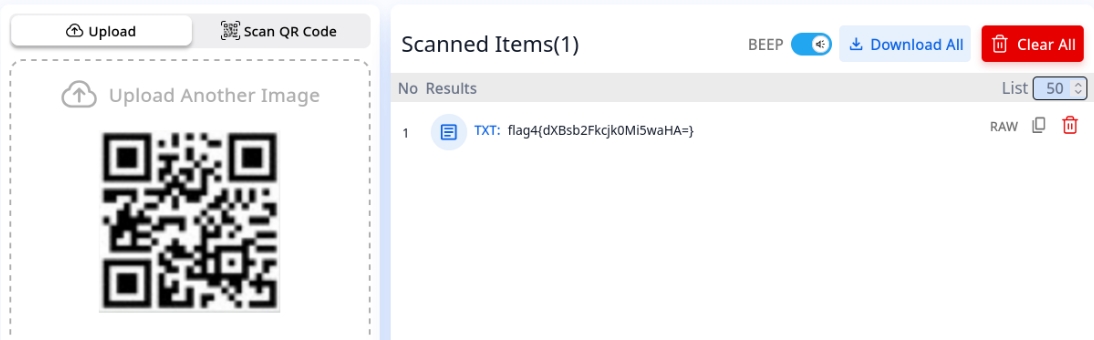 Upload
Scan QR Code
Upload Another Image
Scanned Items(1)
BEEP
Download All
Clear All
No Results
List 50
1 TXT: flag4{dXBsb2Fkcjk0Mi5waHA=}
RAW